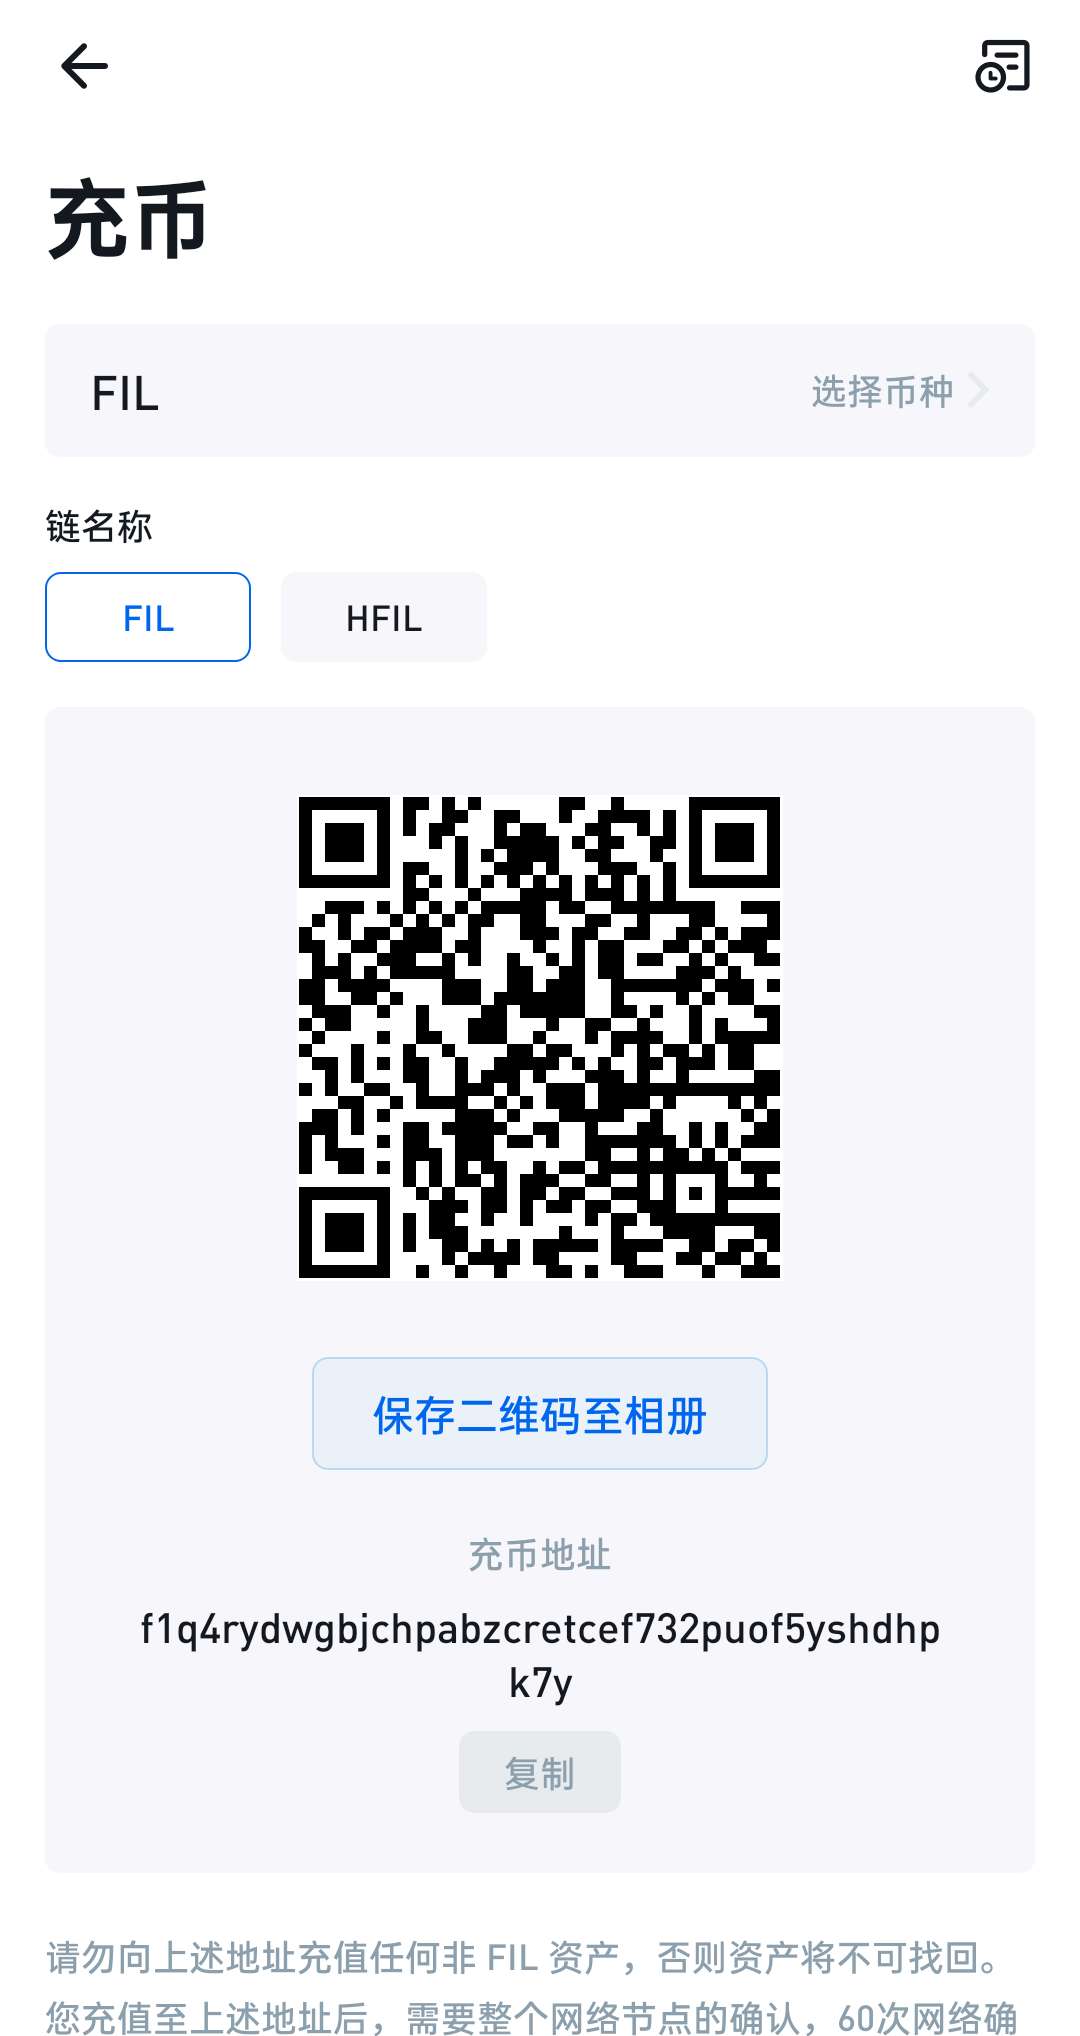 充币
FIL 选择币种
链名称
FIL HFIL
保存二维码至相册
充币地址
f1q4rydwgbjchpabzcretcef732puof5yshdhp
k7y
复制
请勿向上述地址充值任何非 FIL 资产，否则资产将不可找回。
您充值至上述地址后，需要整个网络节点的确认，60次网络确